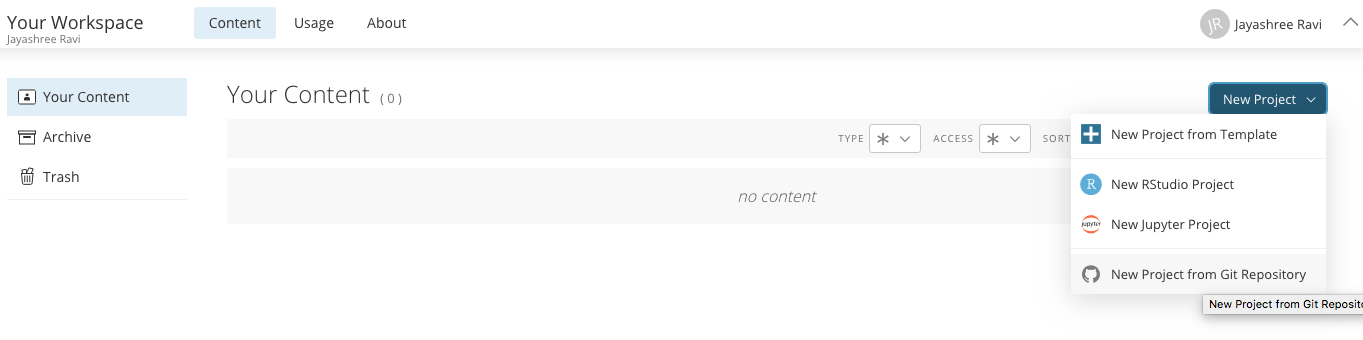 Your Workspace
Jayashree Ravi
Content
Usage
About
JR
Jayashree Ravi
Your Content
Archive
Trash
Your Content ( 0 )
New Project
TYPE
ACCESS
SORT
no content
New Project from Template
R
New RStudio Project
jupyter
New Jupyter Project
New Project from Git Repository
New Project from Git Reposito